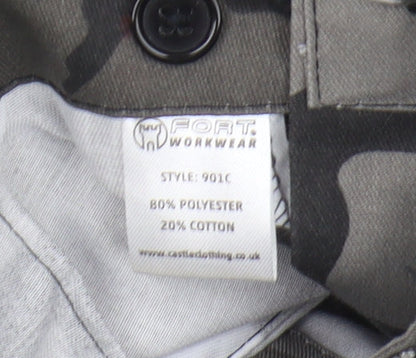 FORT®
WORKWEAR
STYLE: 901C
80% POLYESTER
20% COTTON
www.castleclothing.co.uk